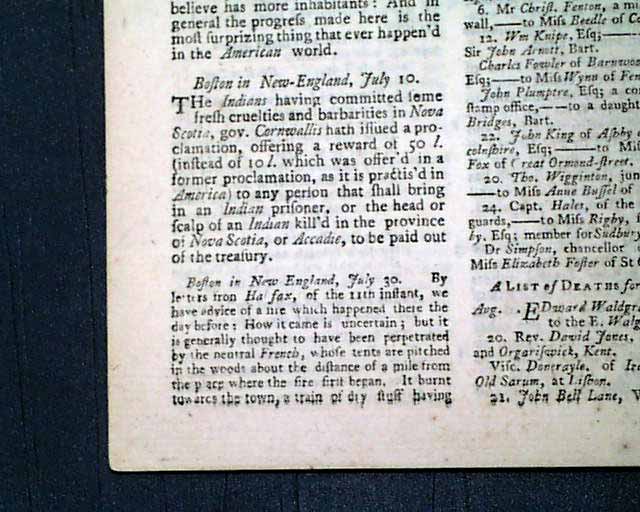 believe has more inhabitants: And in
general the progreſs made here is the
moſt ſurprizing thing that ever happen'd
in the American world.
Boſton in New-England, July 10.
THe Indians having committed ſome
freſh cruelties and barbarities in Nova
Scotia, gov. Cornwallis hath iſſued a pro-
clamation, offering a reward of 50 l.
(inſtead of 10 l. which was offer'd in a
former proclamation, as it is practis'd in
America) to any perſon that ſhall bring
in an Indian priſoner, or the head or
ſcalp of an Indian kill'd in the province
of Nova Scotia, or Accadie, to be paid out
of the treaſury.
Boſton in New England, July 30. By
letters from Halifax, of the 11th inſtant, we
have advice of a fire which happened there the
day before: How it came is uncertain; but it
is generally thought to have been perpetrated
by the neutral French, whoſe tents are pitched
in the woods about the diſtance of a mile from
the place where the fire firſt began. It burnt
towards the town, a train of dry ſtuff having
6. Mr Chriſt. Fenton, a
wall,—to Miſs Beedle of
12. Wm Knipe, Eſq;—to
Sir John Arnott, Bart.
Charles Fowler of Barnwood
Eſq;—to Miſs Wynn of
John Plumptre, Eſq; a
ſtamp office,—to a
Bridges, Bart.
22. John King of Aſhby
colnſhire, Eſq;—to
Fox of Great Ormond-ſtreet.
20. Tho. Wigginton, jun
—to Miſs Anne Buſſel of
24. Capt. Hales, of the
guards,—to Miſs Rigby,
by, Eſq; member for Sudbury
Dr Simpſon, chancellor
Miſs Elizabeth Feſter of St
A LIST of DEATHS for
Aug. EDward
to the E.
20. Rev. David Jones,
and Orgariſwick, Kent.
Viſc. Donerayle, of
Old Sarum, at Liſbon.
21. John Bell Lane,